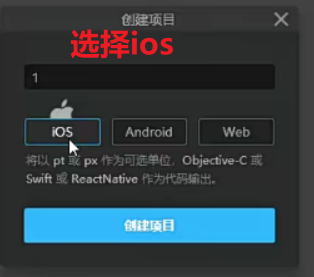 创建项目
选择ios
1
iOS Android Web
将以 pt 或 px 作为可选单位，Objective-C 或
Swift 或 ReactNative 作为代码输出。
创建项目